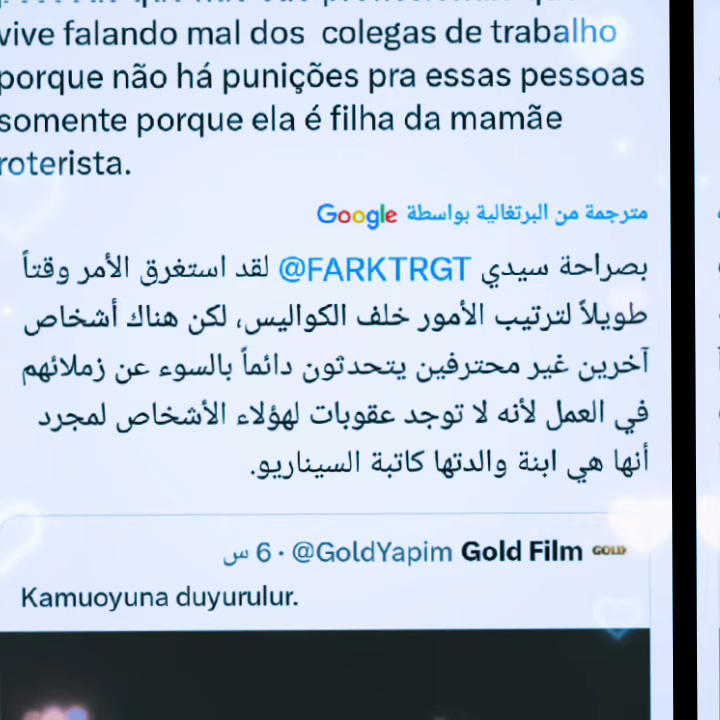 vive falando mal dos colegas de trabalho
porque não há punições pra essas pessoas
somente porque ela é filha da mamãe
roterista.
مترجمة من البرتغالية بواسطة Google
بصراحة سيدي @FARKTRGT لقد استغرق الأمر وقتاً
طويلاً لترتيب الأمور خلف الكواليس، لكن هناك أشخاص
آخرين غير محترفين يتحدثون دائماً بالسوء عن زملائهم
في العمل لأنه لا توجد عقوبات لهؤلاء الأشخاص لمجرد
أنها هي ابنة والدتها كاتبة السيناريو.
GOLD Gold Film @GoldYapim · 6 س
Kamuoyuna duyurulur.